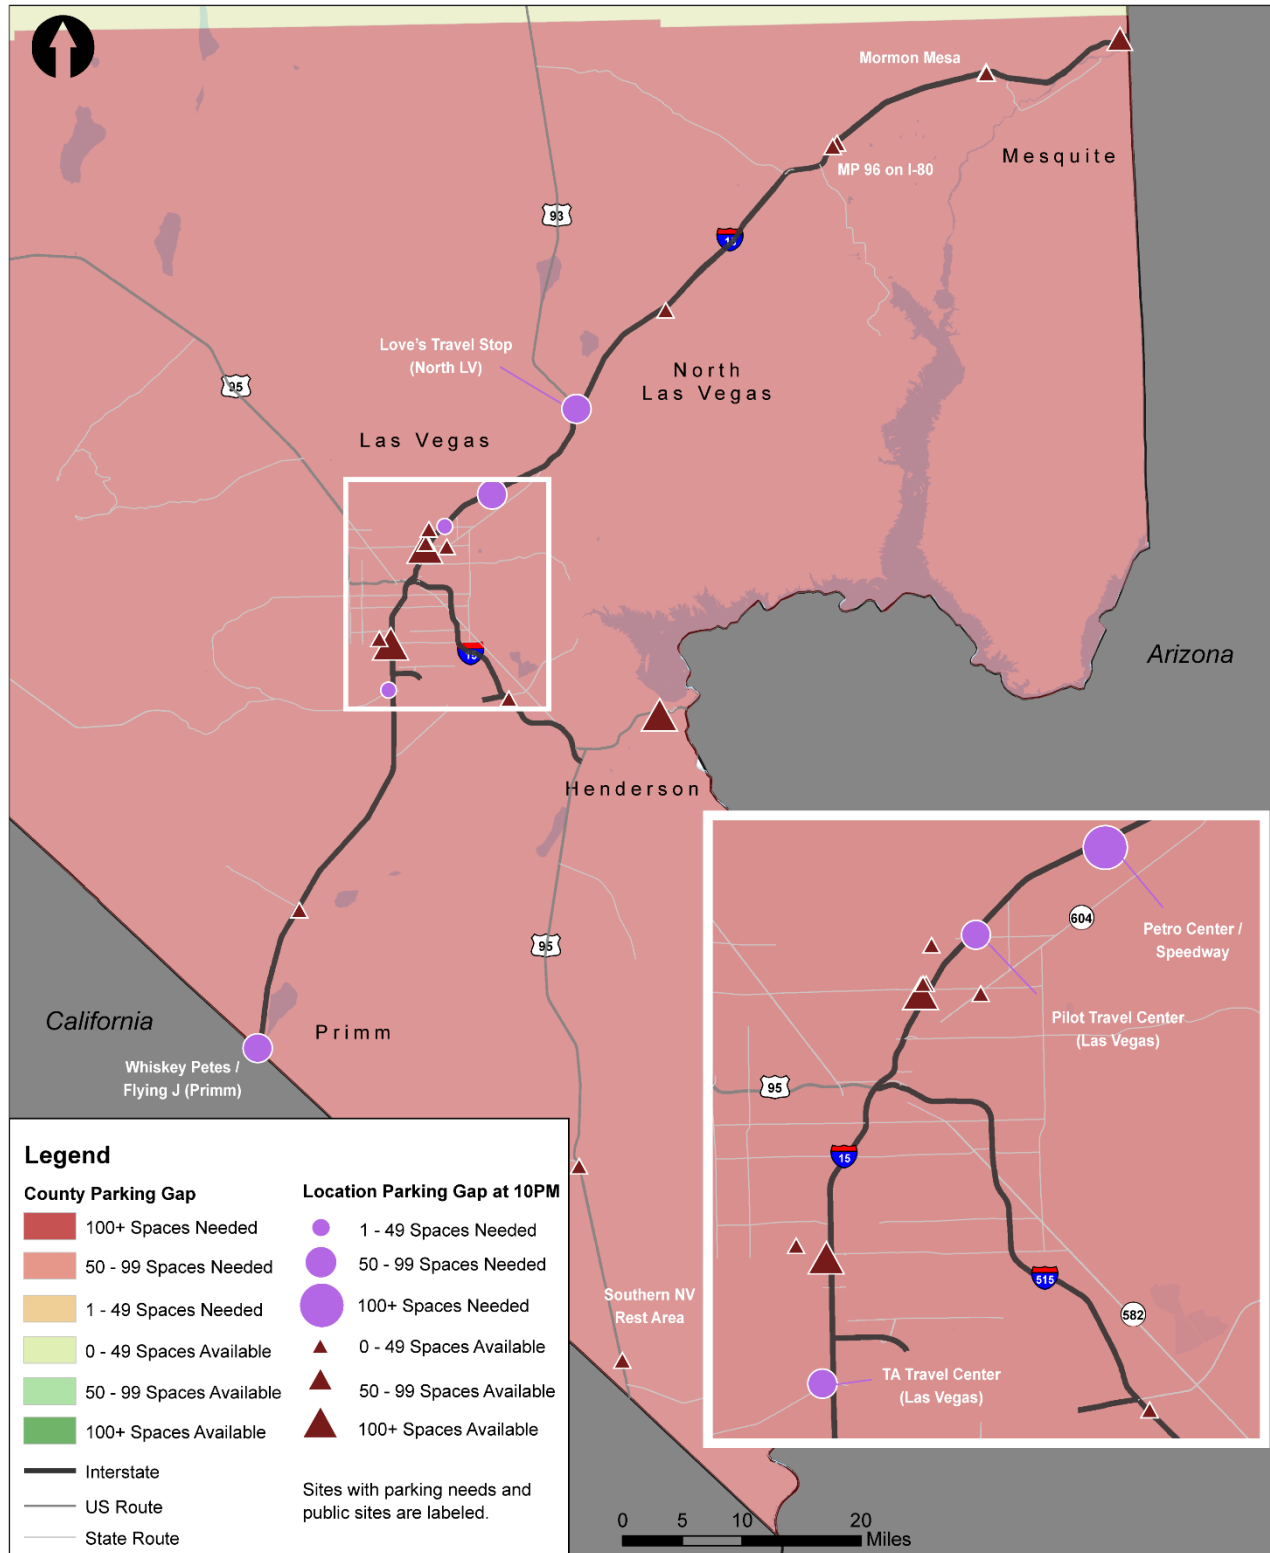 Mormon Mesa
Mesquite
MP 96 on I-80
93
15
Love's Travel Stop
(North LV)
95
North
Las Vegas
Las Vegas
15
Arizona
Henderson
95
California
Primm
Whiskey Petes /
Flying J (Primm)
Southern NV
Rest Area
604
Petro Center /
Speedway
Pilot Travel Center
(Las Vegas)
95
15
515
582
TA Travel Center
(Las Vegas)
Legend
County Parking Gap
100+ Spaces Needed
50 - 99 Spaces Needed
1 - 49 Spaces Needed
0 - 49 Spaces Available
50 - 99 Spaces Available
100+ Spaces Available
Interstate
US Route
State Route
Location Parking Gap at 10PM
1 - 49 Spaces Needed
50 - 99 Spaces Needed
100+ Spaces Needed
0 - 49 Spaces Available
50 - 99 Spaces Available
100+ Spaces Available
Sites with parking needs and
public sites are labeled.
0 5 10 20
Miles